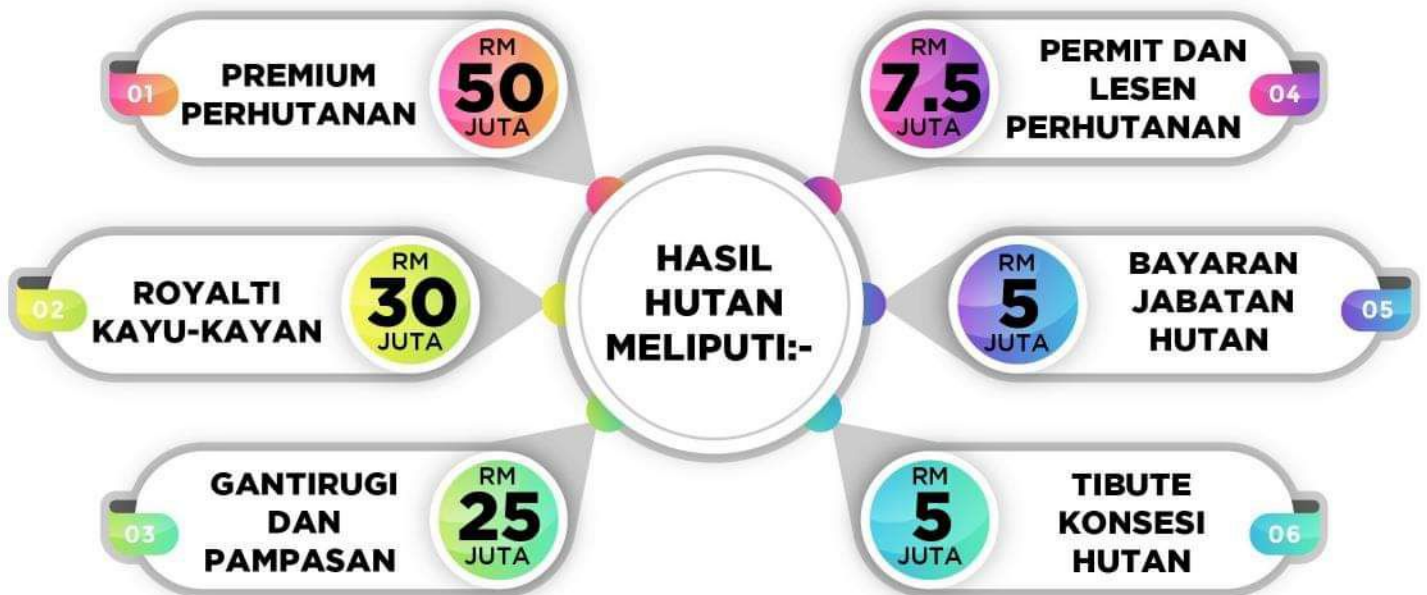 HASIL
HUTAN
MELIPUTI:-
01
PREMIUM
PERHUTANAN
RM
50
JUTA
02
ROYALTI
KAYU-KAYAN
RM
30
JUTA
03
GANTIRUGI
DAN
PAMPASAN
RM
25
JUTA
RM
7.5
JUTA
PERMIT DAN
LESEN
PERHUTANAN
04
RM
5
JUTA
BAYARAN
JABATAN
HUTAN
05
RM
5
JUTA
TIBUTE
KONSESI
HUTAN
06